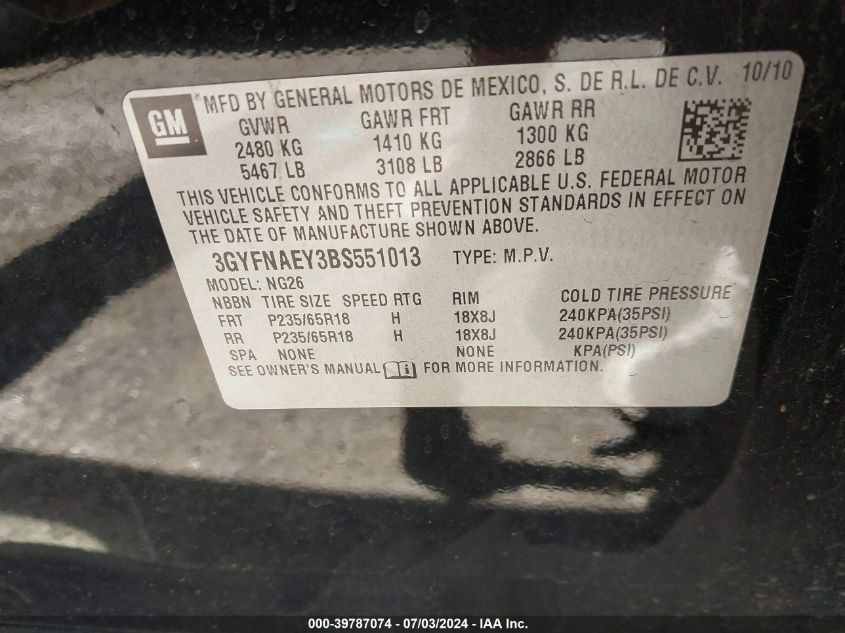 GM *MFD BY GENERAL MOTORS DE MEXICO, S. DE R.L. DE C.V. 10/10
GVWR GAWR FRT GAWR RR
2480 KG 1410 KG 1300 KG
5467 LB 3108 LB 2866 LB
THIS VEHICLE CONFORMS TO ALL APPLICABLE U.S. FEDERAL MOTOR
VEHICLE SAFETY AND THEFT PREVENTION STANDARDS IN EFFECT ON
THE DATE OF MANUFACTURE SHOWN ABOVE.
3GYFNAEY3BS551013 TYPE: M.P.V.
MODEL: NG26
NBBN TIRE SIZE SPEED RTG RIM COLD TIRE PRESSURE
FRT P235/65R18 H 18X8J 240KPA(35PSI)
RR P235/65R18 H 18X8J 240KPA(35PSI)
SPA NONE NONE KPA(PSI)
SEE OWNER'S MANUAL FOR MORE INFORMATION.
000-39787074 / 07/03/2024 - IAA Inc.